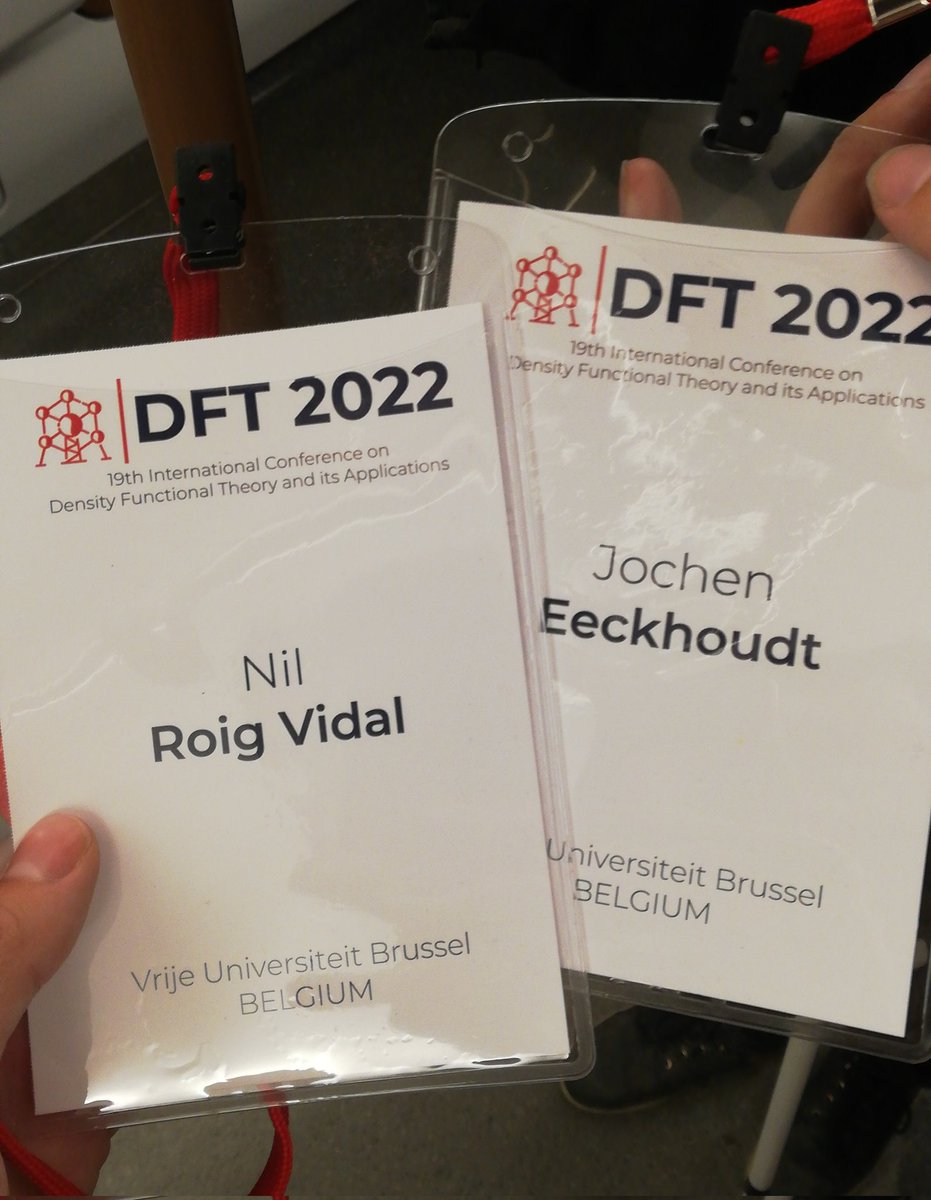 DFT 2022
19th International Conference on
Density Functional Theory and its Applications
Nil
Roig Vidal
Vrije Universiteit Brussel
BELGIUM
DFT 2022
19th International Conference on
Density Functional Theory and its Applications
Jochen
Eeckhoudt
Universiteit Brussel
BELGIUM